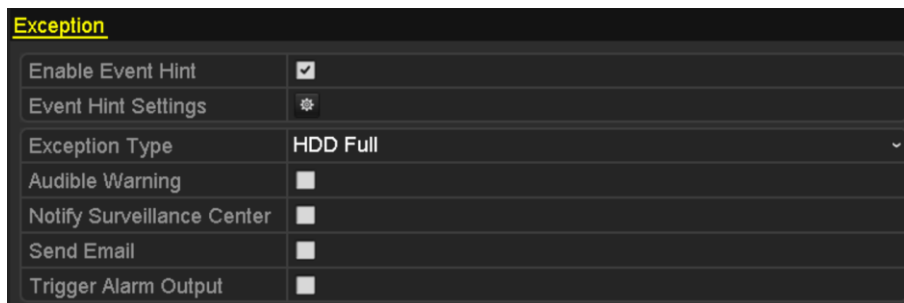 Exception
Enable Event Hint
Event Hint Settings
Exception Type HDD Full
Audible Warning
Notify Surveillance Center
Send Email
Trigger Alarm Output